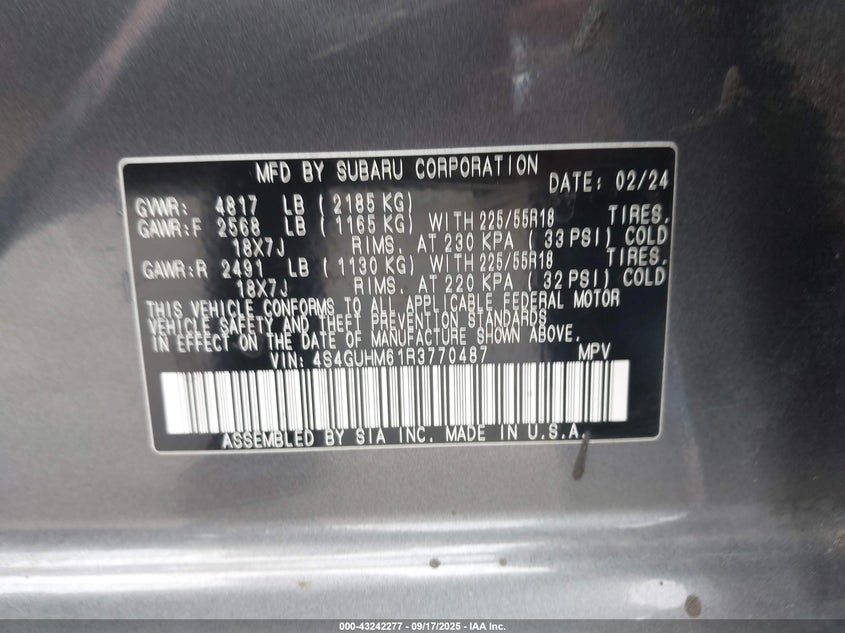 MFD BY SUBARU CORPORATION
DATE: 02/24
GVWR: 4817 LB ( 2185 KG)
GAWR:F 2568 LB ( 1165 KG) WITH 225/55R18 TIRES,
18X7J RIMS, AT 230 KPA ( 33 PSI) COLD
GAWR:R 2491 LB ( 1130 KG) WITH 225/55R18 TIRES,
18X7J RIMS, AT 220 KPA ( 32 PSI) COLD
THIS VEHICLE CONFORMS TO ALL APPLICABLE FEDERAL MOTOR
VEHICLE SAFETY AND THEFT PREVENTION STANDARDS
IN EFFECT ON THE DATE OF MANUFACTURE SHOWN ABOVE.
VIN: 4S4GUHM61R3770487 MPV
ASSEMBLED BY SIA INC. MADE IN U.S.A.
000-43242277 - 09/17/2025 - IAA Inc.